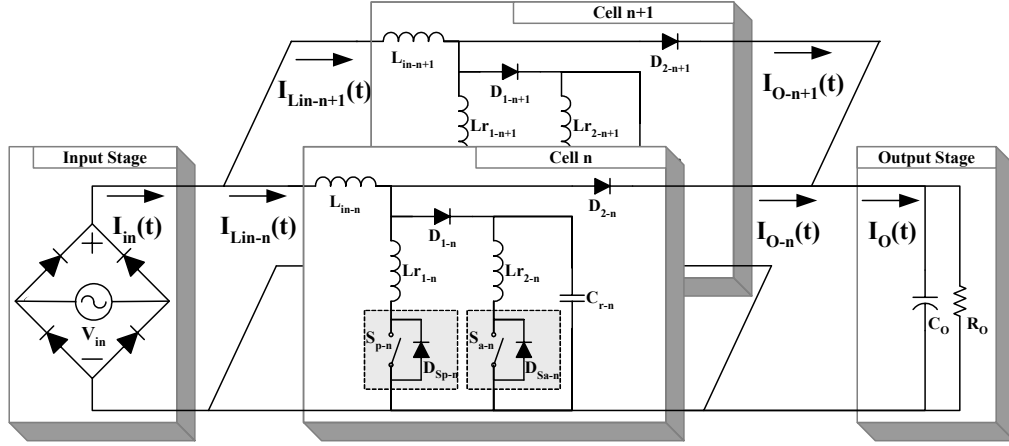 Cell n+1
L_in-n+1
D_2-n+1
I_Lin-n+1(t)
D_1-n+1
I_O-n+1(t)
Lr_1-n+1
Lr_2-n+1
Input Stage
Cell n
Output Stage
I_in(t)
L_in-n
I_Lin-n(t)
D_2-n
D_1-n
I_O-n(t)
I_O(t)
+
Lr_1-n
Lr_2-n
C_r-n
V_in
−
S_p-n
D_Sp-n
S_a-n
D_Sa-n
C_O
R_O